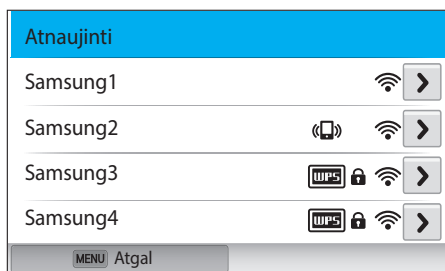 Atnaujinti
Samsung1
Samsung2
Samsung3
WPS
Samsung4
WPS
MENU Atgal